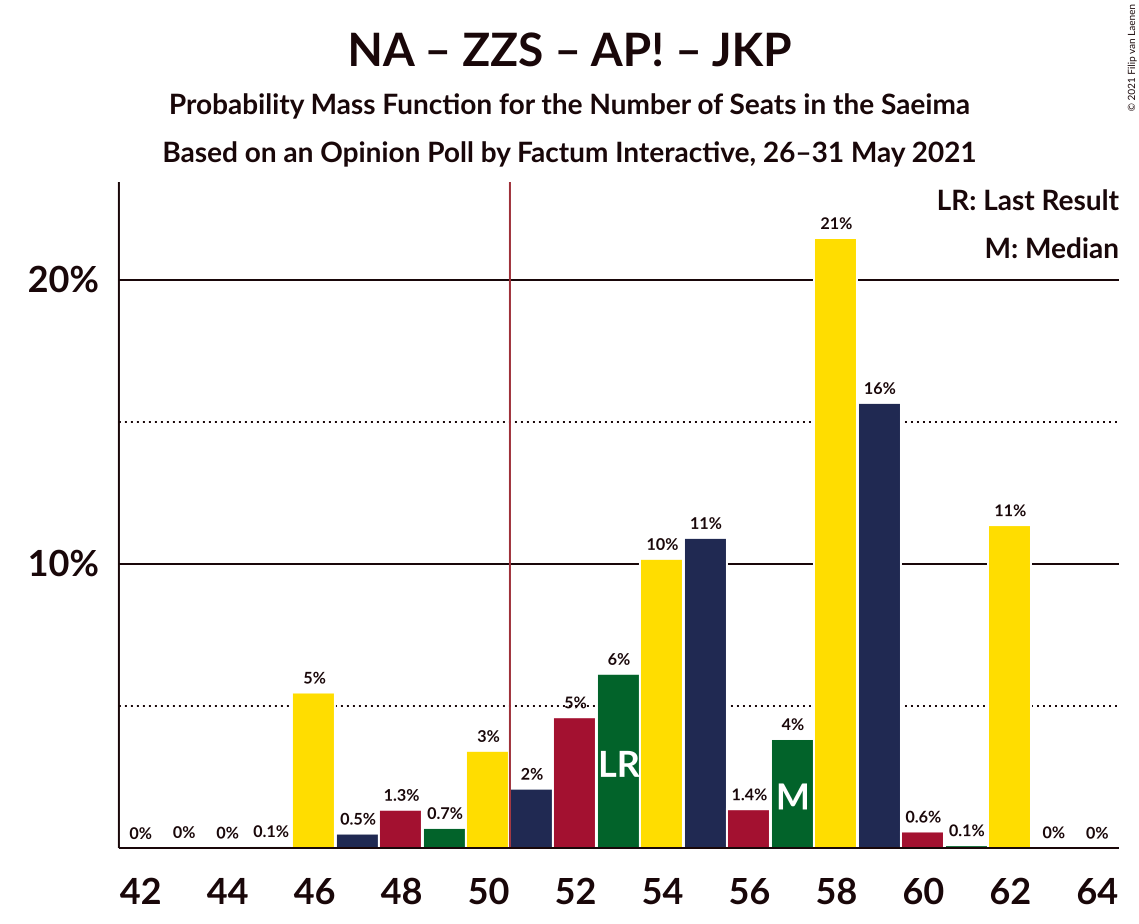 NA – ZZS – AP! – JKP
Probability Mass Function for the Number of Seats in the Saeima
Based on an Opinion Poll by Factum Interactive, 26–31 May 2021
© 2021 Filip van Laenen
LR: Last Result
M: Median
20%
10%
0%
0%
0%
0.1%
5%
0.5%
1.3%
0.7%
3%
2%
5%
6%
10%
11%
1.4%
4%
21%
16%
0.6%
0.1%
11%
0%
0%
LR
M
42 44 46 48 50 52 54 56 58 60 62 64